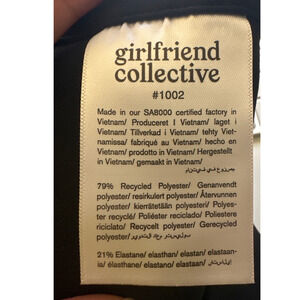 girlfriend
collective
#1002
Made in our SA8000 certified factory in
Vietnam/ Produceret I Vietnam/ laget i
Vietnam/ Tillverkad i Vietnam/ tehty Viet-
namissa/ fabriqué au Vietnam/ hecho en
Vietnam/ prodotto in Vietnam/ Hergestellt
in Vietnam/ gemaakt in Vietnam/
79% Recycled Polyester/ Genanvendt
polyester/ resirkulert polyester/ Återvunnen
polyester/ kierrätetään polyesteri/ Polyes-
ter recyclé/ Poliéster reciclado/ Poliestere
riciclato/ Recycelt polyester/ Gerecycled
polyester/
21% Elastane/ elasthan/ elastan/ elastaan-
ia/ élasthane/ elastano/ elastan/ elastaan/